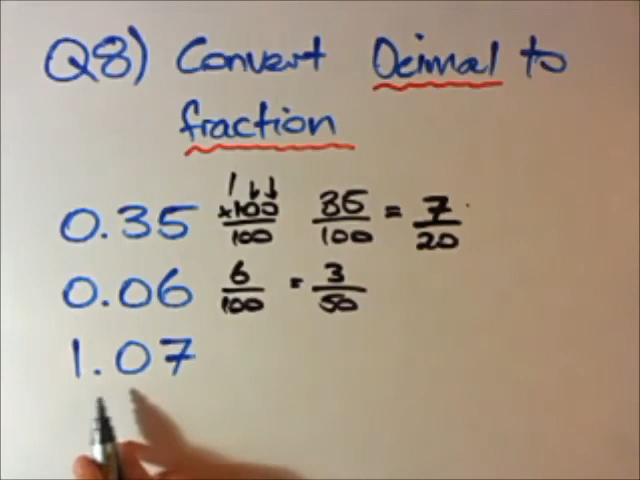 Q8) Convert Decimal to
fraction
0.35 ×100/100 35/100 = 7/20
0.06 6/100 = 3/50
1.07